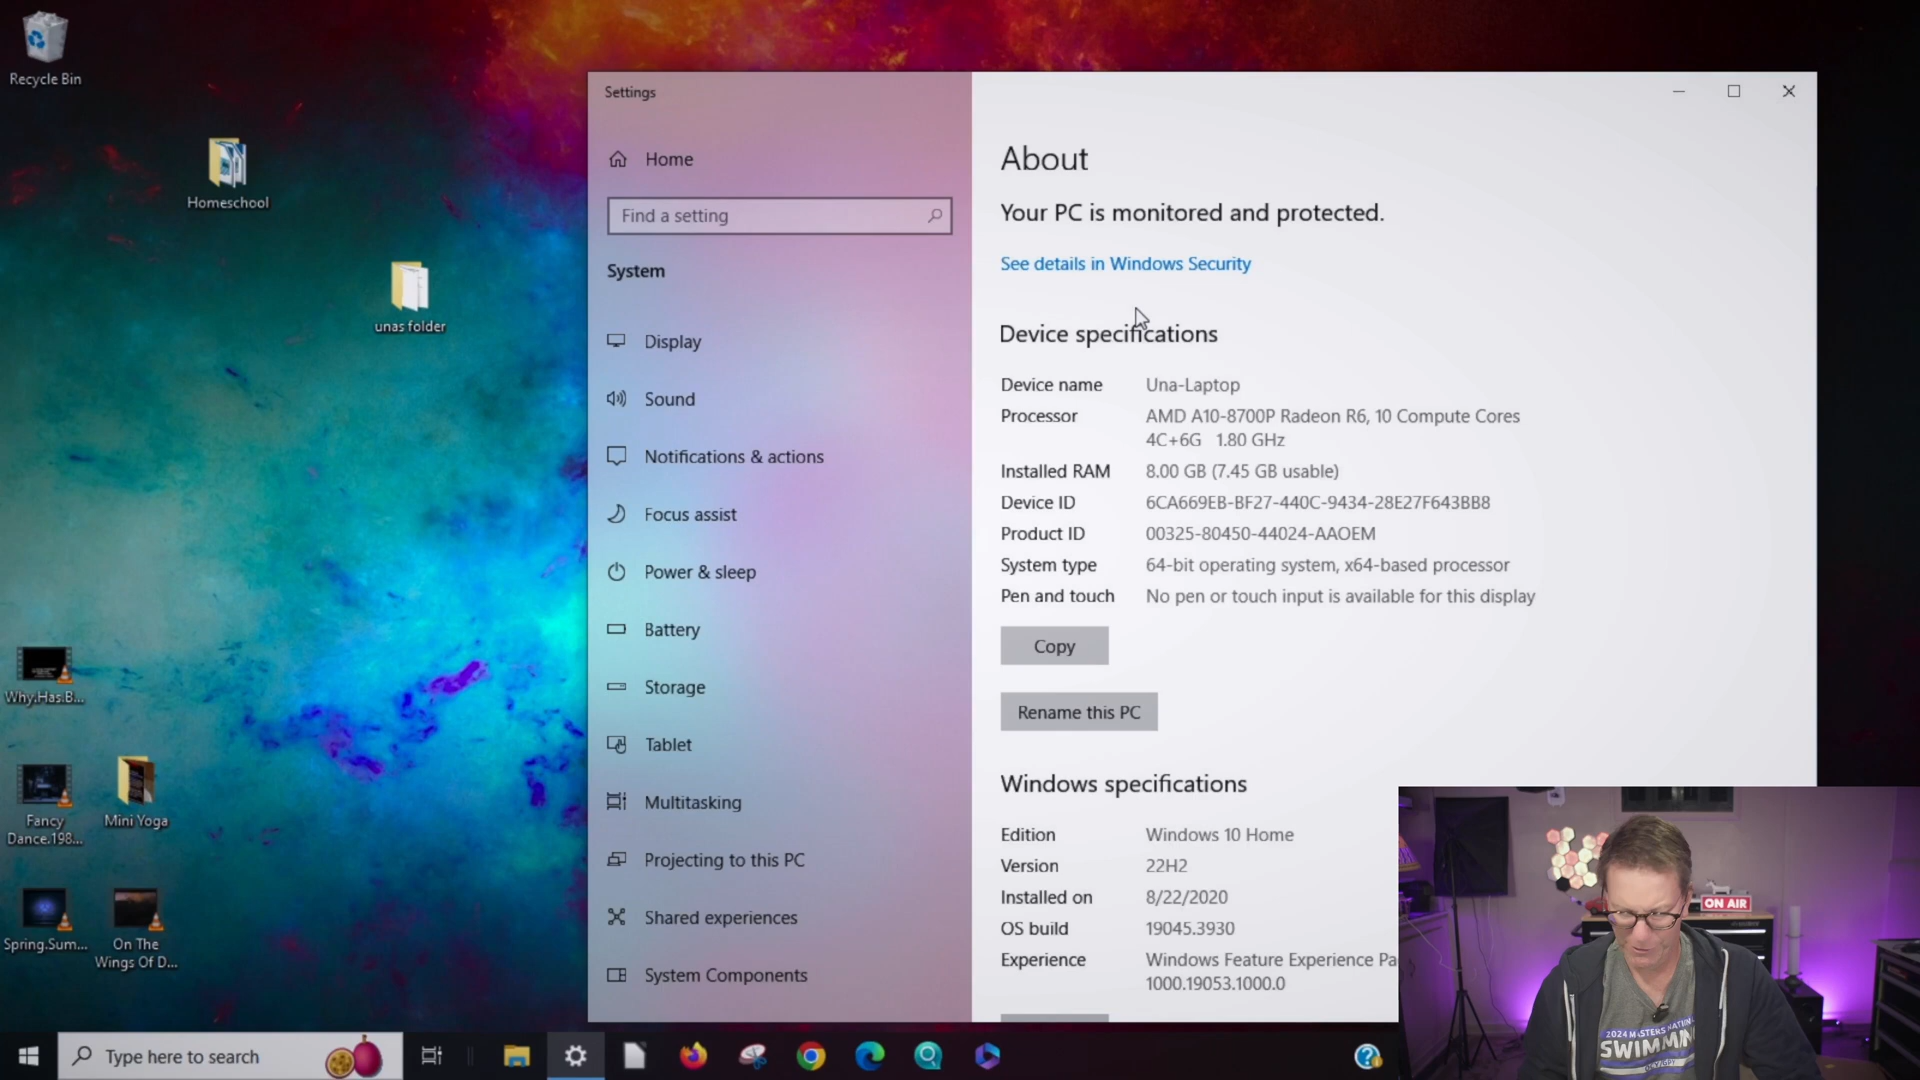 Recycle Bin
Homeschool
unas folder
Why.Has.B...
Fancy
Dance.198...
Mini Yoga
Spring.Sum...
On The
Wings Of D...
Settings
Home
Find a setting
System
Display
Sound
Notifications & actions
Focus assist
Power & sleep
Battery
Storage
Tablet
Multitasking
Projecting to this PC
Shared experiences
System Components
About
Your PC is monitored and protected.
See details in Windows Security
Device specifications
Device name Una-Laptop
Processor AMD A10-8700P Radeon R6, 10 Compute Cores
4C+6G 1.80 GHz
Installed RAM 8.00 GB (7.45 GB usable)
Device ID 6CA669EB-BF27-440C-9434-28E27F643BB8
Product ID 00325-80450-44024-AAOEM
System type 64-bit operating system, x64-based processor
Pen and touch No pen or touch input is available for this display
Copy
Rename this PC
Windows specifications
Edition Windows 10 Home
Version 22H2
Installed on 8/22/2020
OS build 19045.3930
Experience Windows Feature Experience Pa
1000.19053.1000.0
ON AIR
2024 MASTERS
SWIMMIN
Type here to search